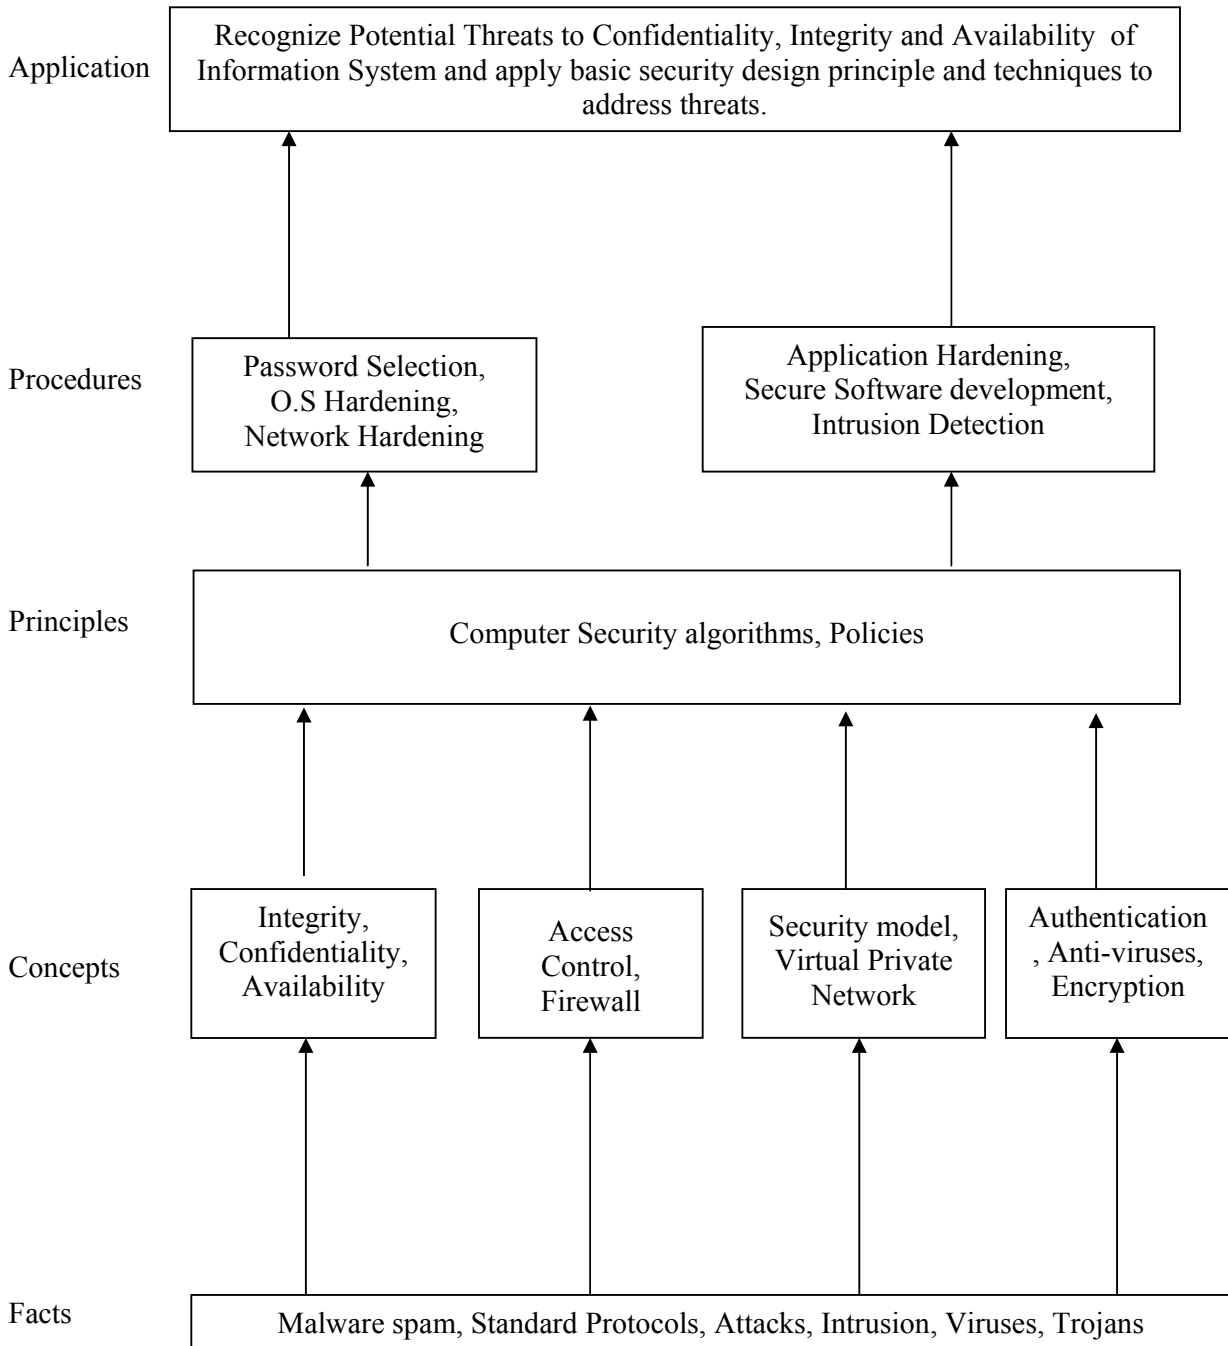 Application
Recognize Potential Threats to Confidentiality, Integrity and Availability of
Information System and apply basic security design principle and techniques to
address threats.
Procedures
Password Selection,
O.S Hardening,
Network Hardening
Application Hardening,
Secure Software development,
Intrusion Detection
Principles
Computer Security algorithms, Policies
Concepts
Integrity,
Confidentiality,
Availability
Access
Control,
Firewall
Security model,
Virtual Private
Network
Authentication
, Anti-viruses,
Encryption
Facts
Malware spam, Standard Protocols, Attacks, Intrusion, Viruses, Trojans